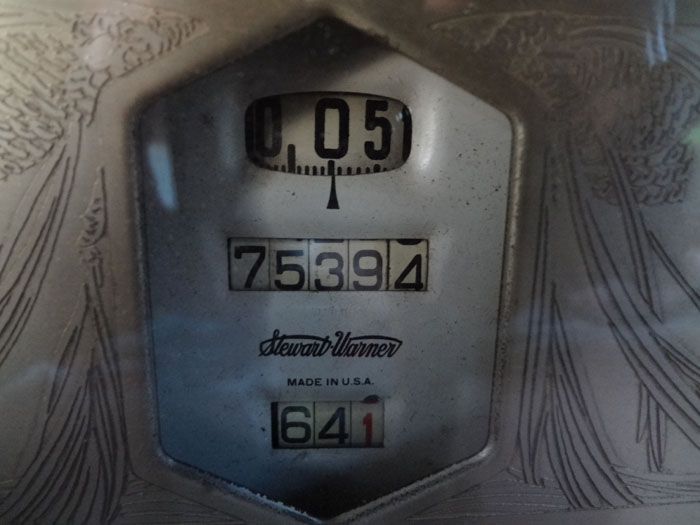 0 05
75394
Stewart-Warner
MADE IN U.S.A.
641